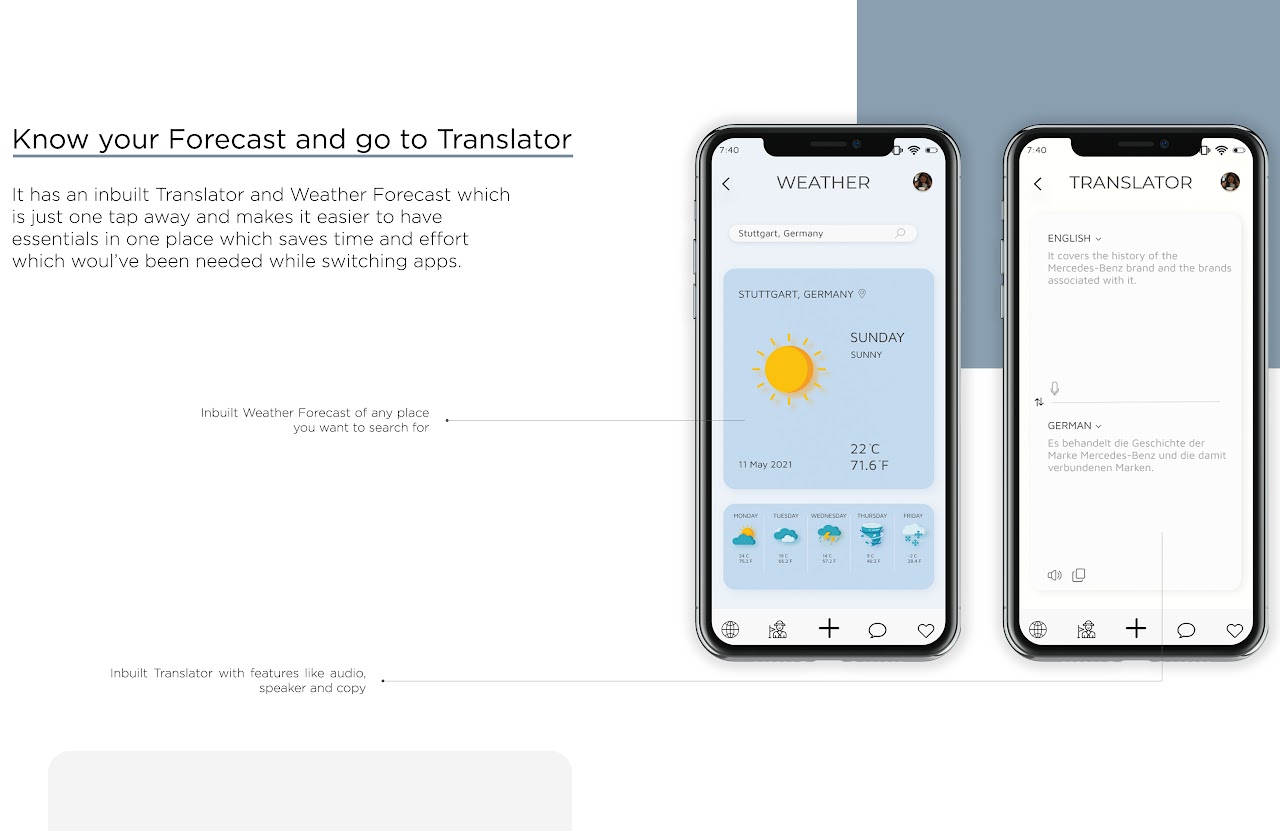 Know your Forecast and go to Translator
It has an inbuilt Translator and Weather Forecast which
is just one tap away and makes it easier to have
essentials in one place which saves time and effort
which woul've been needed while switching apps.
Inbuilt Weather Forecast of any place
you want to search for
Inbuilt Translator with features like audio,
speaker and copy
7:40
WEATHER
Stuttgart, Germany
STUTTGART, GERMANY
SUNDAY
SUNNY
22°C
11 May 2021
71.6°F
MONDAY TUESDAY WEDNESDAY THURSDAY FRIDAY
24°C 19°C 14°C 9°C -2°C
75.2°F 66.2°F 57.2°F 48.2°F 28.4°F
7:40
TRANSLATOR
ENGLISH
It covers the history of the
Mercedes-Benz brand and the brands
associated with it.
GERMAN
Es behandelt die Geschichte der
Marke Mercedes-Benz und die damit
verbundenen Marken.